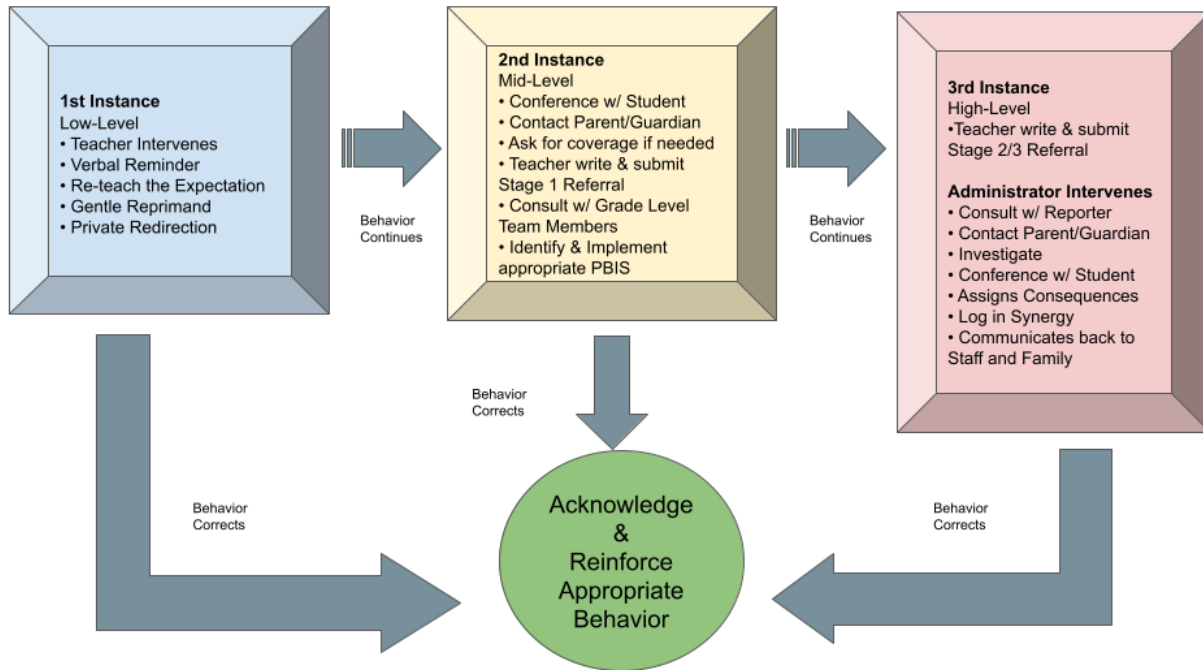 1st Instance
Low-Level
• Teacher Intervenes
• Verbal Reminder
• Re-teach the Expectation
• Gentle Reprimand
• Private Redirection
Behavior
Continues
2nd Instance
Mid-Level
• Conference w/ Student
• Contact Parent/Guardian
• Ask for coverage if needed
• Teacher write & submit
Stage 1 Referral
• Consult w/ Grade Level
Team Members
• Identify & Implement
appropriate PBIS
Behavior
Continues
3rd Instance
High-Level
•Teacher write & submit
Stage 2/3 Referral
Administrator Intervenes
• Consult w/ Reporter
• Contact Parent/Guardian
• Investigate
• Conference w/ Student
• Assigns Consequences
• Log in Synergy
• Communicates back to
Staff and Family
Behavior
Corrects
Behavior
Corrects
Behavior
Corrects
Acknowledge
&
Reinforce
Appropriate
Behavior